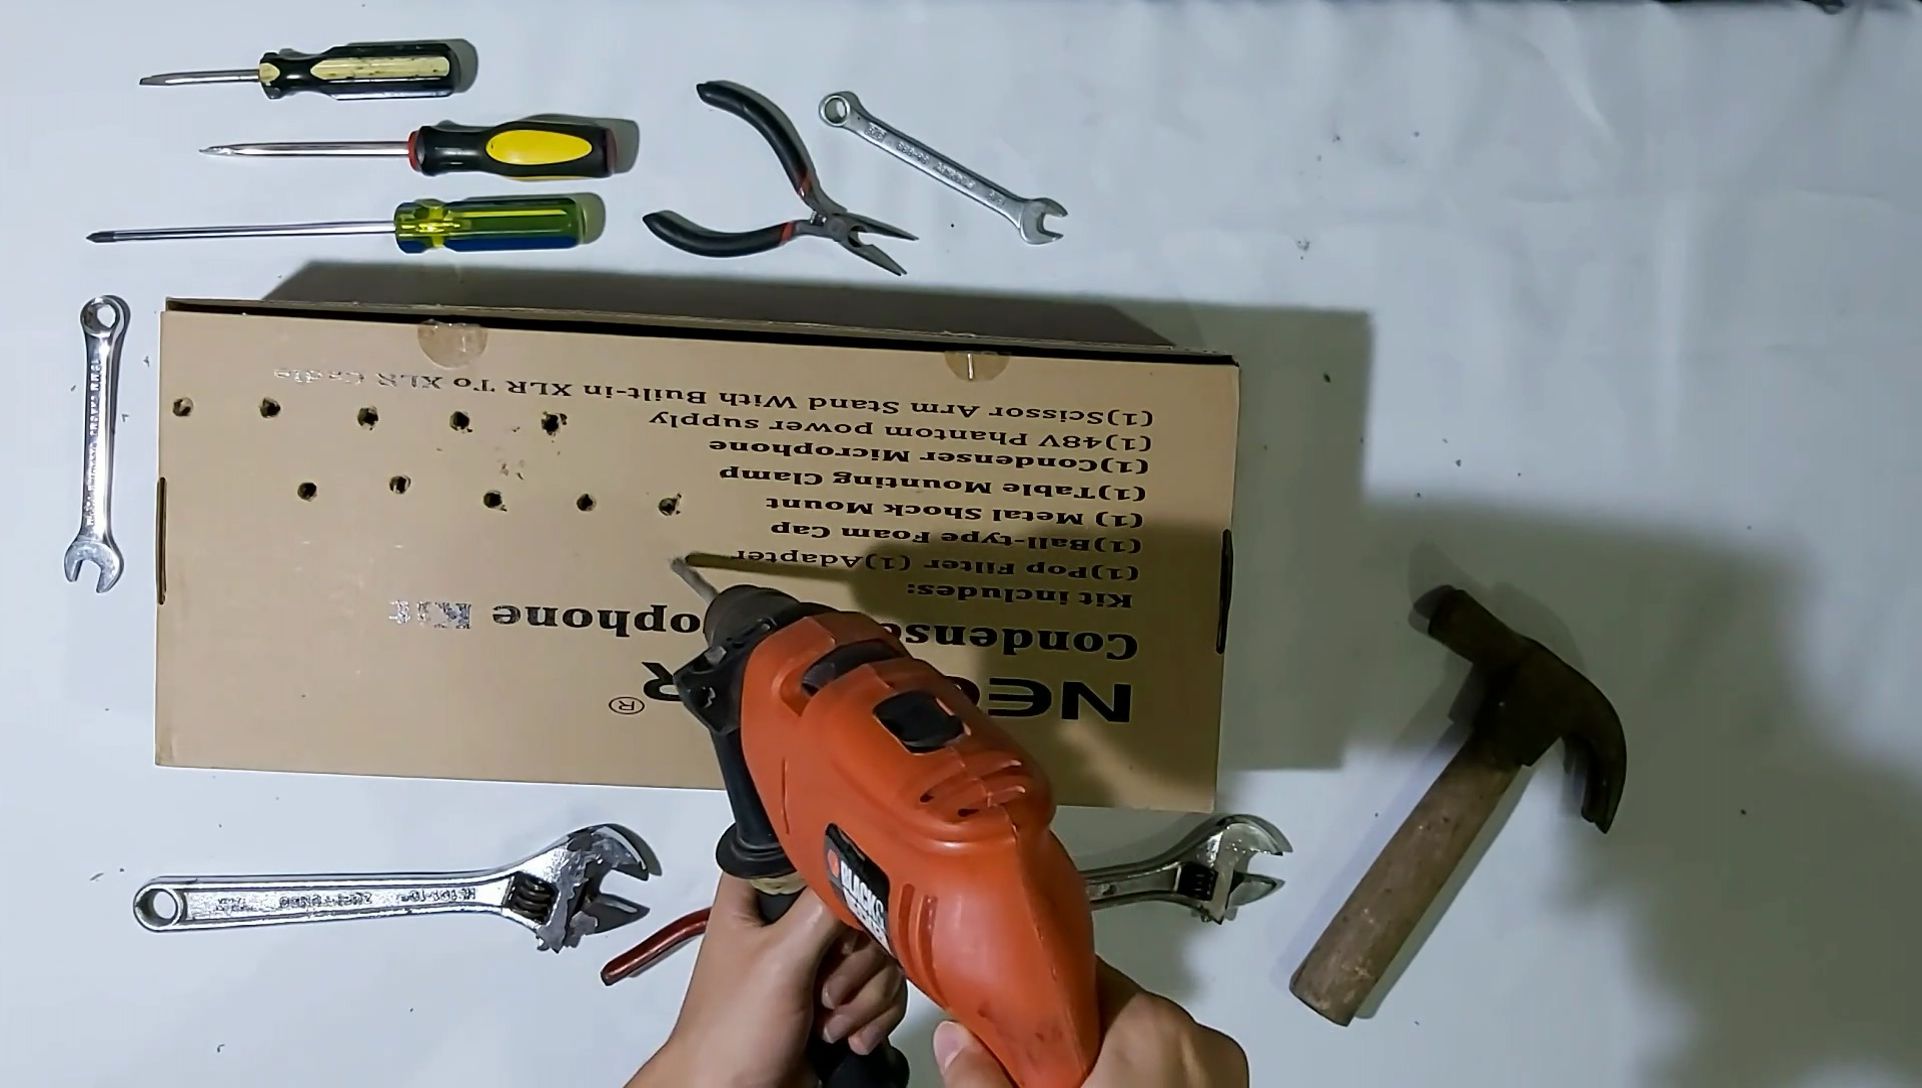 NE R®
Condens ophone Kit
Kit includes:
(1)Pop Filter (1)Adapter
(1)Ball-type Foam Cap
(1) Metal Shock Mount
(1)Table Mounting Clamp
(1)Condenser Microphone
(1)48V Phantom power supply
(1)Scissor Arm Stand With Built-in XLR To XLR Cable
BLACK&
DECKER